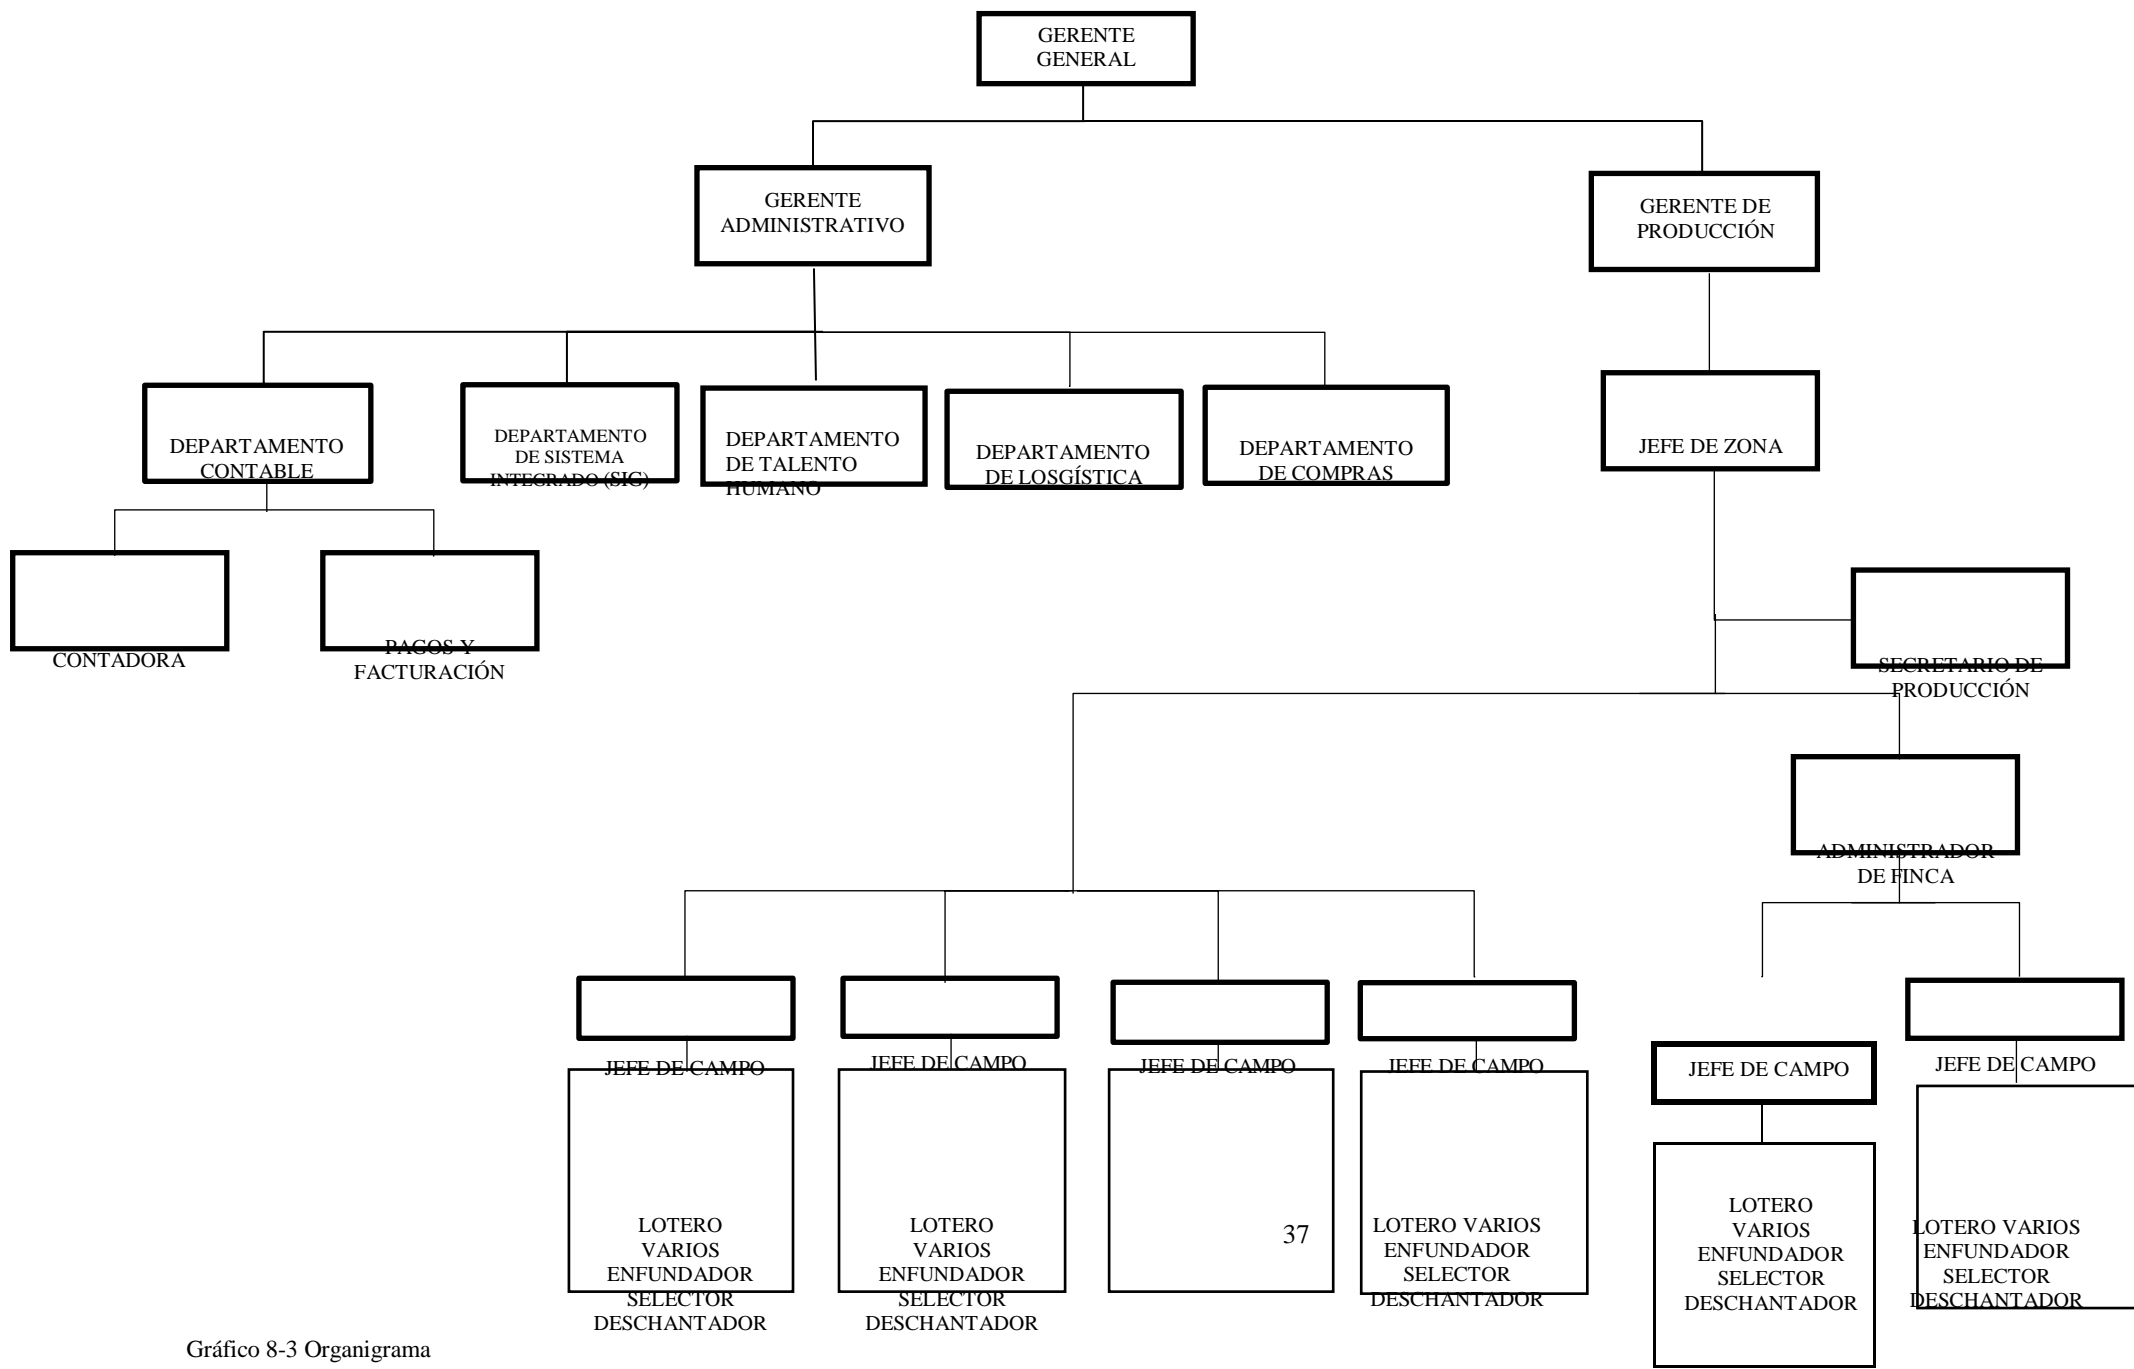 GERENTE
GENERAL
GERENTE
ADMINISTRATIVO
GERENTE DE
PRODUCCIÓN
DEPARTAMENTO
CONTABLE
DEPARTAMENTO
DE SISTEMA
INTEGRADO (SIG)
DEPARTAMENTO
DE TALENTO
HUMANO
DEPARTAMENTO
DE LOSGÍSTICA
DEPARTAMENTO
DE COMPRAS
JEFE DE ZONA
CONTADORA
PAGOS Y
FACTURACIÓN
SECRETARIO DE
PRODUCCIÓN
ADMINISTRADOR
DE FINCA
JEFE DE CAMPO
JEFE DE CAMPO
JEFE DE CAMPO
JEFE DE CAMPO
JEFE DE CAMPO
JEFE DE CAMPO
LOTERO
VARIOS
ENFUNDADOR
SELECTOR
DESCHANTADOR
LOTERO
VARIOS
ENFUNDADOR
SELECTOR
DESCHANTADOR
37
LOTERO VARIOS
ENFUNDADOR
SELECTOR
DESCHANTADOR
LOTERO
VARIOS
ENFUNDADOR
SELECTOR
DESCHANTADOR
LOTERO VARIOS
ENFUNDADOR
SELECTOR
DESCHANTADOR
Gráfico 8-3 Organigrama